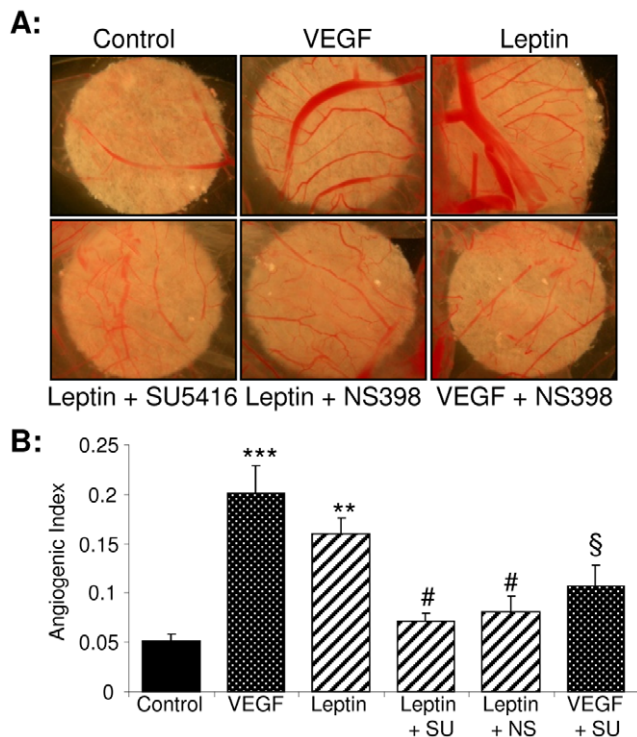 A:
Control VEGF Leptin
Leptin + SU5416 Leptin + NS398 VEGF + NS398
B:
Angiogenic Index
0.25
0.2
0.15
0.1
0.05
0
***
**
#
#
§
Control VEGF Leptin Leptin Leptin VEGF
+ SU + NS + SU